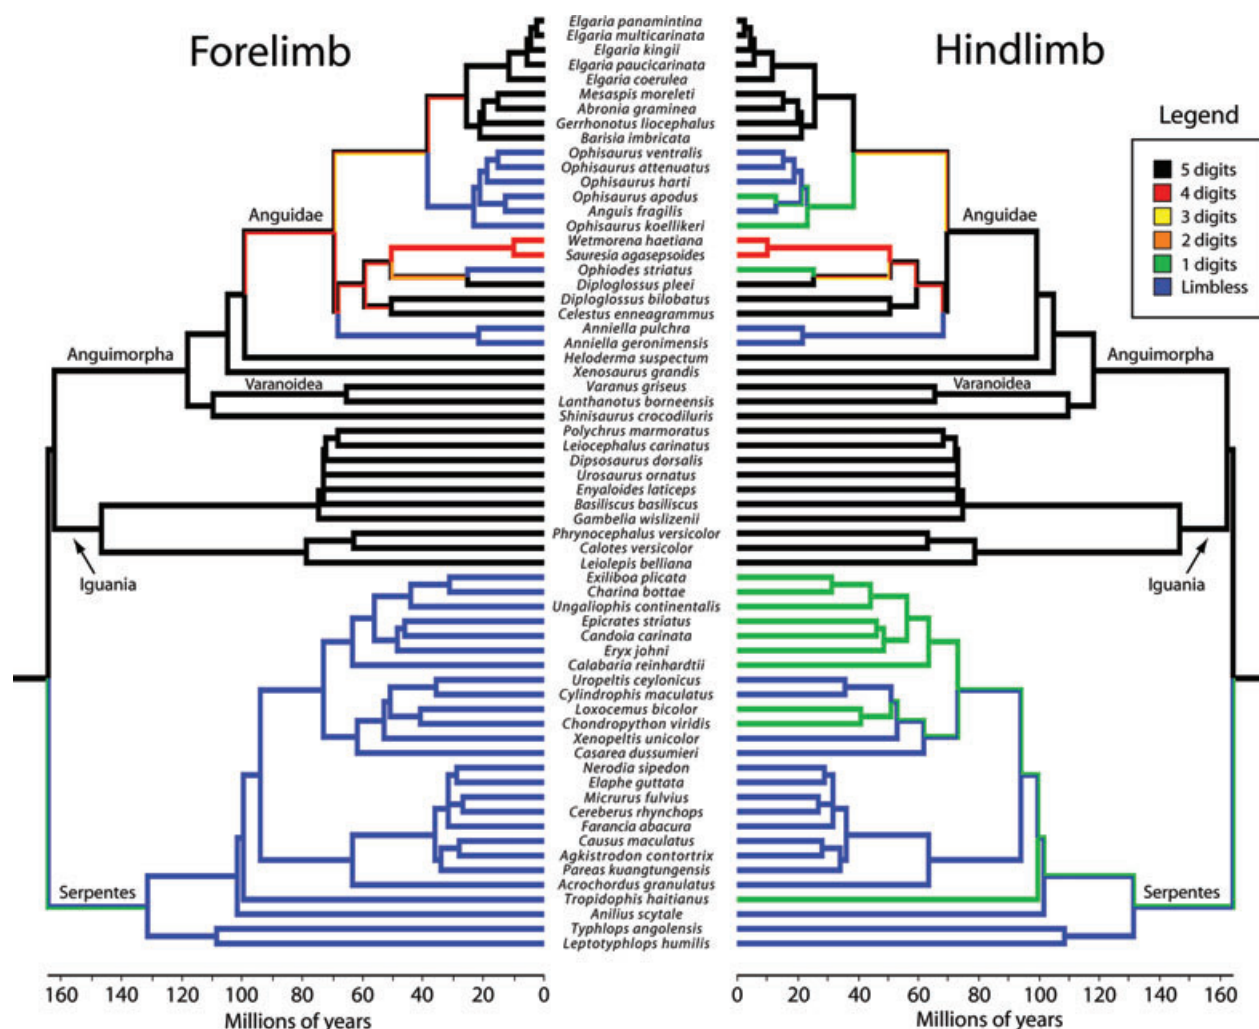 Forelimb
Hindlimb
Legend
5 digits
4 digits
3 digits
2 digits
1 digits
Limbless
Elgaria panamintina
Elgaria multicarinata
Elgaria kingii
Elgaria paucicarinata
Elgaria coerulea
Mesaspis moreleti
Abronia graminea
Gerrhonotus liocephalus
Barisia imbricata
Ophisaurus ventralis
Ophisaurus attenuatus
Ophisaurus harti
Ophisaurus apodus
Anguis fragilis
Ophisaurus koellikeri
Wetmorena haetiana
Sauresia agasepsoides
Ophiodes striatus
Diploglossus pleei
Diploglossus bilobatus
Celestus enneagrammus
Anniella pulchra
Anniella geronimensis
Heloderma suspectum
Xenosaurus grandis
Varanus griseus
Lanthanotus borneensis
Shinisaurus crocodiluris
Polychrus marmoratus
Leiocephalus carinatus
Dipsosaurus dorsalis
Urosaurus ornatus
Enyaloides laticeps
Basiliscus basiliscus
Gambelia wislizenii
Phrynocephalus versicolor
Calotes versicolor
Leiolepis belliana
Exiliboa plicata
Charina bottae
Ungaliophis continentalis
Epicrates striatus
Candoia carinata
Eryx johni
Calabaria reinhardtii
Uropeltis ceylonicus
Cylindrophis maculatus
Loxocemus bicolor
Chondropython viridis
Xenopeltis unicolor
Casarea dussumieri
Nerodia sipedon
Elaphe guttata
Micrurus fulvius
Cereberus rhynchops
Farancia abacura
Causus maculatus
Agkistrodon contortrix
Pareas kuangtungensis
Acrochordus granulatus
Tropidophis haitianus
Anilius scytale
Typhlops angolensis
Leptotyphlops humilis
Anguidae
Anguimorpha
Varanoidea
Iguania
Serpentes
Anguidae
Anguimorpha
Varanoidea
Iguania
Serpentes
160 140 120 100 80 60 40 20 0
Millions of years
0 20 40 60 80 100 120 140 160
Millions of years